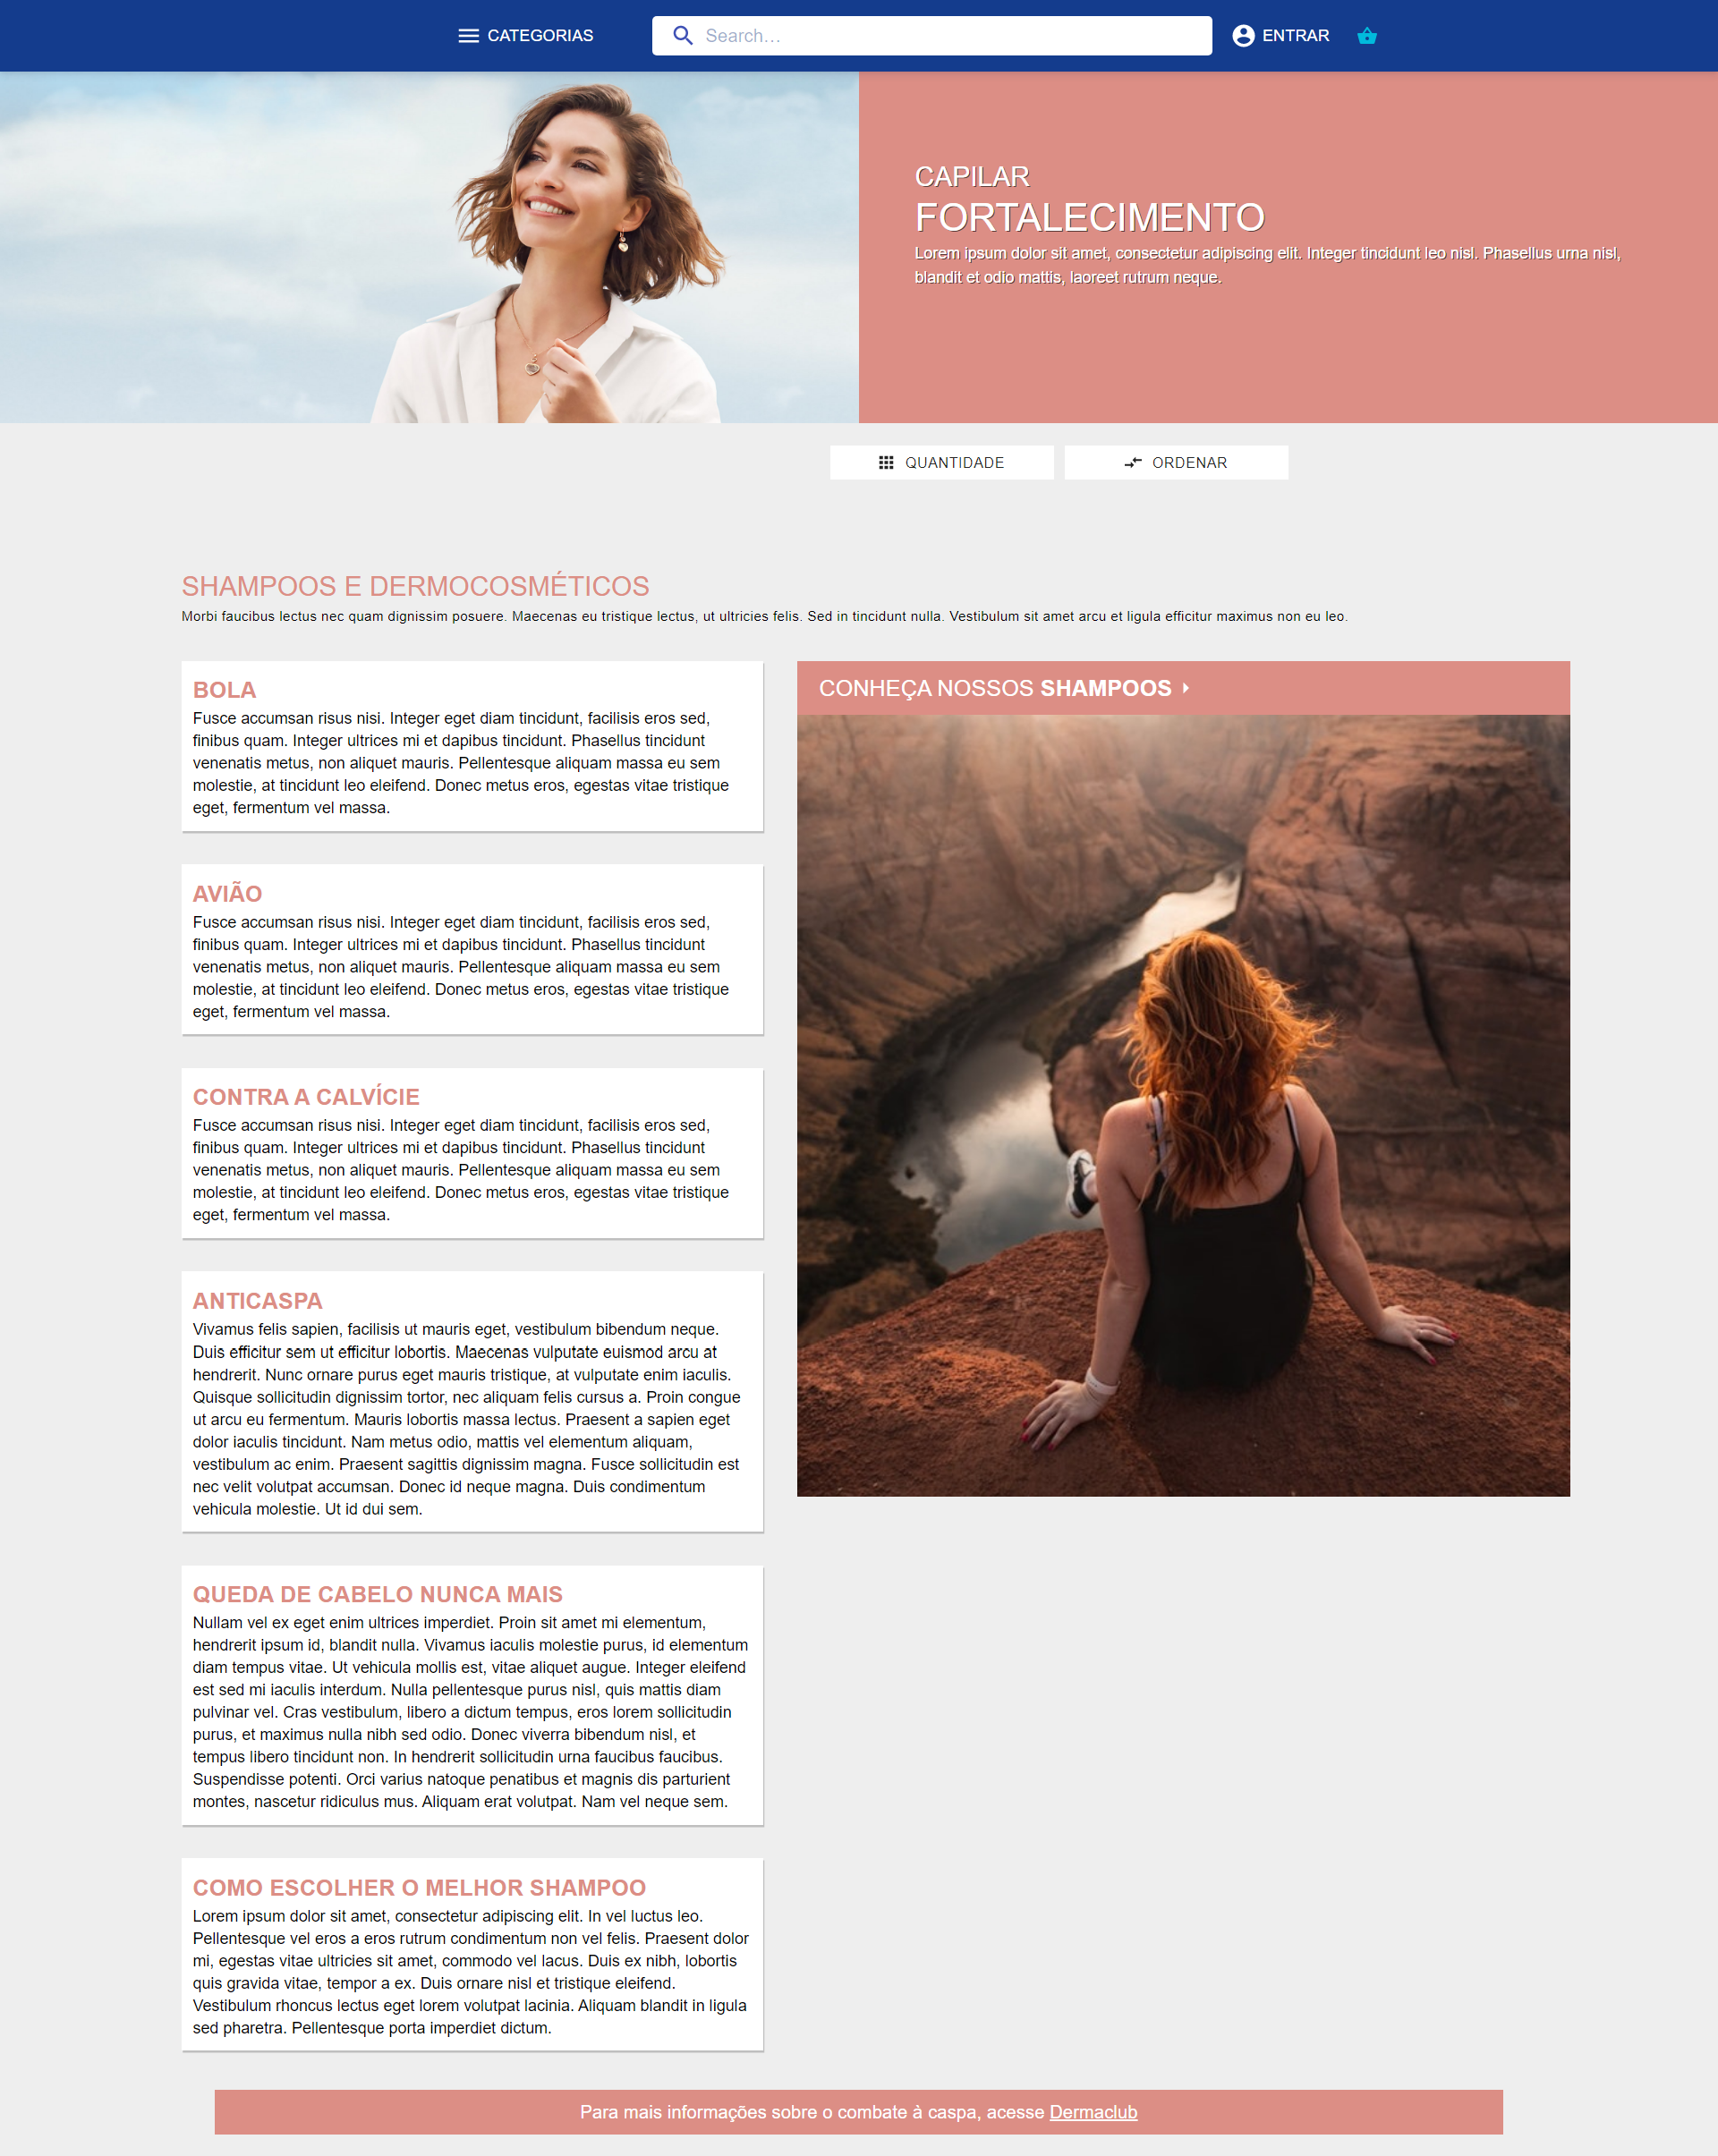 CATEGORIAS
Search…
ENTRAR
CAPILAR
FORTALECIMENTO
Lorem ipsum dolor sit amet, consectetur adipiscing elit. Integer tincidunt leo nisl. Phasellus urna nisl,
blandit et odio mattis, laoreet rutrum neque.
QUANTIDADE
ORDENAR
SHAMPOOS E DERMOCOSMÉTICOS
Morbi faucibus lectus nec quam dignissim posuere. Maecenas eu tristique lectus, ut ultricies felis. Sed in tincidunt nulla. Vestibulum sit amet arcu et ligula efficitur maximus non eu leo.
BOLA
Fusce accumsan risus nisi. Integer eget diam tincidunt, facilisis eros sed,
finibus quam. Integer ultrices mi et dapibus tincidunt. Phasellus tincidunt
venenatis metus, non aliquet mauris. Pellentesque aliquam massa eu sem
molestie, at tincidunt leo eleifend. Donec metus eros, egestas vitae tristique
eget, fermentum vel massa.
AVIÃO
Fusce accumsan risus nisi. Integer eget diam tincidunt, facilisis eros sed,
finibus quam. Integer ultrices mi et dapibus tincidunt. Phasellus tincidunt
venenatis metus, non aliquet mauris. Pellentesque aliquam massa eu sem
molestie, at tincidunt leo eleifend. Donec metus eros, egestas vitae tristique
eget, fermentum vel massa.
CONTRA A CALVÍCIE
Fusce accumsan risus nisi. Integer eget diam tincidunt, facilisis eros sed,
finibus quam. Integer ultrices mi et dapibus tincidunt. Phasellus tincidunt
venenatis metus, non aliquet mauris. Pellentesque aliquam massa eu sem
molestie, at tincidunt leo eleifend. Donec metus eros, egestas vitae tristique
eget, fermentum vel massa.
ANTICASPA
Vivamus felis sapien, facilisis ut mauris eget, vestibulum bibendum neque.
Duis efficitur sem ut efficitur lobortis. Maecenas vulputate euismod arcu at
hendrerit. Nunc ornare purus eget mauris tristique, at vulputate enim iaculis.
Quisque sollicitudin dignissim tortor, nec aliquam felis cursus a. Proin congue
ut arcu eu fermentum. Mauris lobortis massa lectus. Praesent a sapien eget
dolor iaculis tincidunt. Nam metus odio, mattis vel elementum aliquam,
vestibulum ac enim. Praesent sagittis dignissim magna. Fusce sollicitudin est
nec velit volutpat accumsan. Donec id neque magna. Duis condimentum
vehicula molestie. Ut id dui sem.
QUEDA DE CABELO NUNCA MAIS
Nullam vel ex eget enim ultrices imperdiet. Proin sit amet mi elementum,
hendrerit ipsum id, blandit nulla. Vivamus iaculis molestie purus, id elementum
diam tempus vitae. Ut vehicula mollis est, vitae aliquet augue. Integer eleifend
est sed mi iaculis interdum. Nulla pellentesque purus nisl, quis mattis diam
pulvinar vel. Cras vestibulum, libero a dictum tempus, eros lorem sollicitudin
purus, et maximus nulla nibh sed odio. Donec viverra bibendum nisl, et
tempus libero tincidunt non. In hendrerit sollicitudin urna faucibus faucibus.
Suspendisse potenti. Orci varius natoque penatibus et magnis dis parturient
montes, nascetur ridiculus mus. Aliquam erat volutpat. Nam vel neque sem.
COMO ESCOLHER O MELHOR SHAMPOO
Lorem ipsum dolor sit amet, consectetur adipiscing elit. In vel luctus leo.
Pellentesque vel eros a eros rutrum condimentum non vel felis. Praesent dolor
mi, egestas vitae ultricies sit amet, commodo vel lacus. Duis ex nibh, lobortis
quis gravida vitae, tempor a ex. Duis ornare nisl et tristique eleifend.
Vestibulum rhoncus lectus eget lorem volutpat lacinia. Aliquam blandit in ligula
sed pharetra. Pellentesque porta imperdiet dictum.
CONHEÇA NOSSOS SHAMPOOS
Para mais informações sobre o combate à caspa, acesse Dermaclub